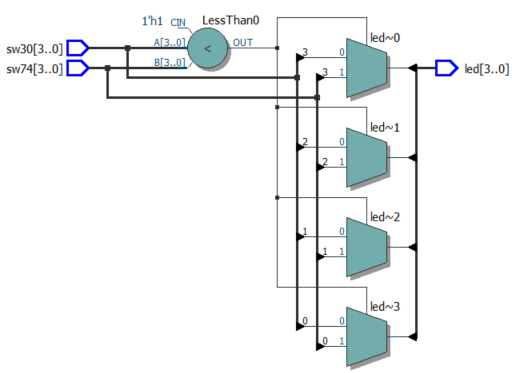 1'h1 CIN LessThan0
sw30[3..0] A[3..0] < OUT
sw74[3..0] B[3..0]
led~0
3 0
3 1
led[3..0]
led~1
2 0
2 1
led~2
1 0
1 1
led~3
0 0
0 1